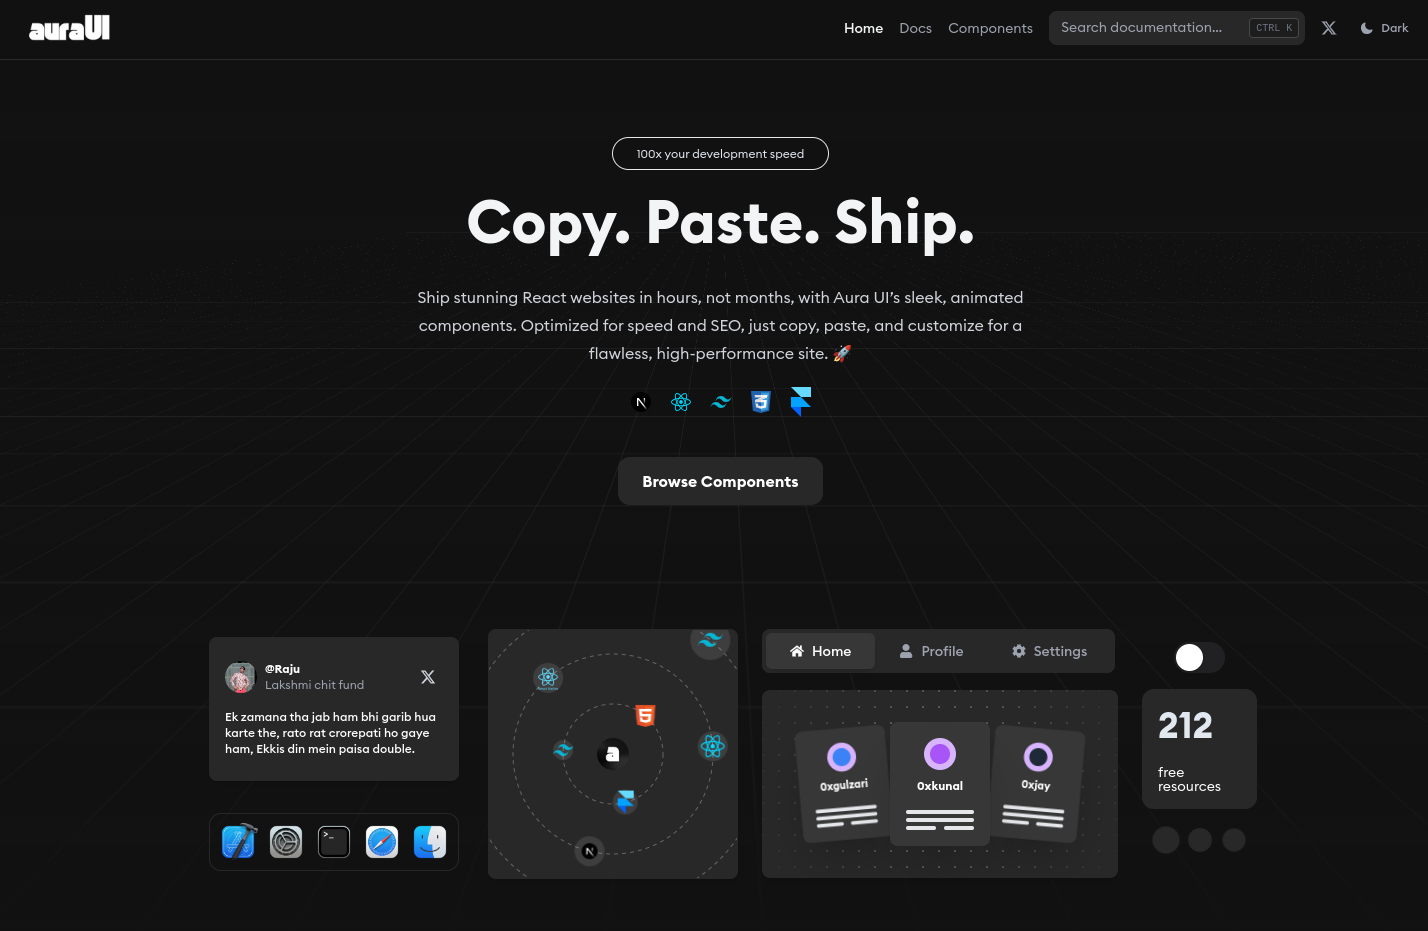 auraUI
Home Docs Components Search documentation... CTRL K Dark
100x your development speed
Copy. Paste. Ship.
Ship stunning React websites in hours, not months, with Aura UI’s sleek, animated
components. Optimized for speed and SEO, just copy, paste, and customize for a
flawless, high-performance site. 🚀
Browse Components
@Raju
Lakshmi chit fund
Ek zamana tha jab ham bhi garib hua
karte the, rato rat crorepati ho gaye
ham, Ekkis din mein paisa double.
a
Home Profile Settings
0xgulzari
0xkunal
0xjay
212
free
resources